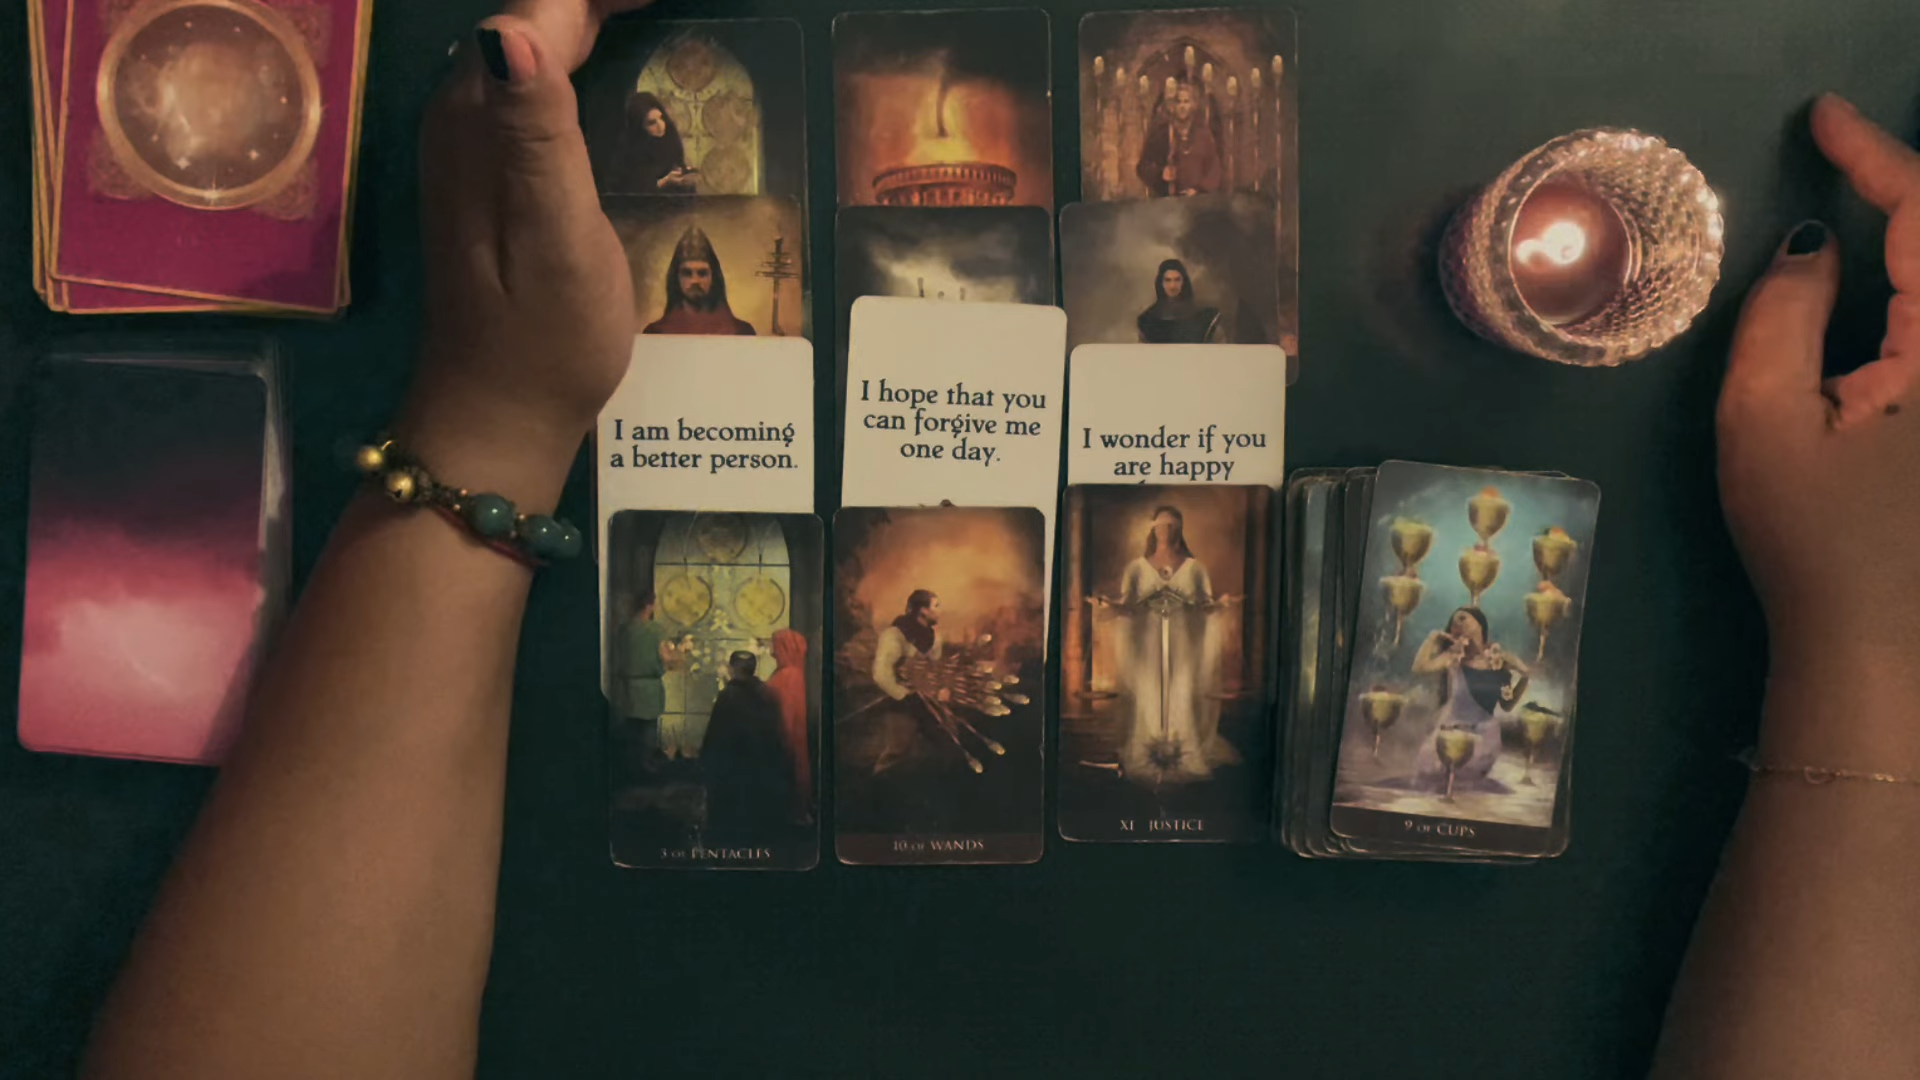 I am becoming
a better person.
I hope that you
can forgive me
one day.
I wonder if you
are happy
3 OF PENTACLES
10 OF WANDS
XI JUSTICE
9 OF CUPS